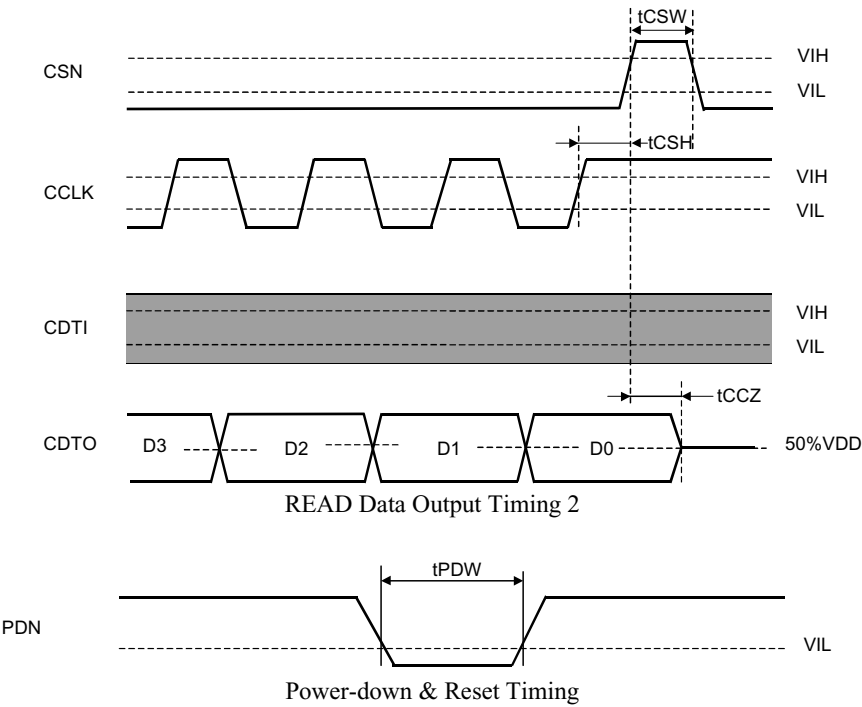 tCSW
CSN
VIH
VIL
tCSH
CCLK
VIH
VIL
CDTI
VIH
VIL
tCCZ
CDTO D3 D2 D1 D0 50%VDD
READ Data Output Timing 2
tPDW
PDN
VIL
Power-down & Reset Timing